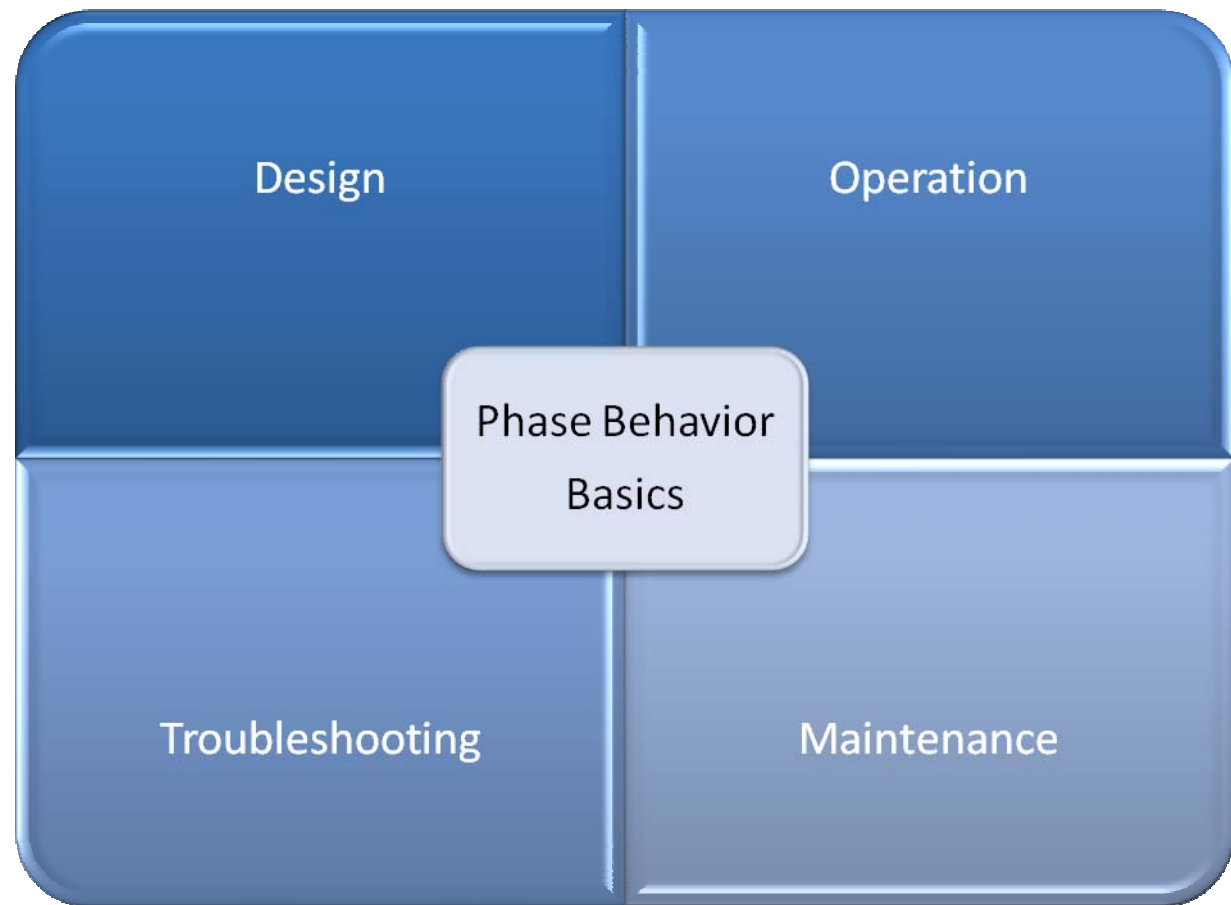 Design
Operation
Phase Behavior
Basics
Troubleshooting
Maintenance